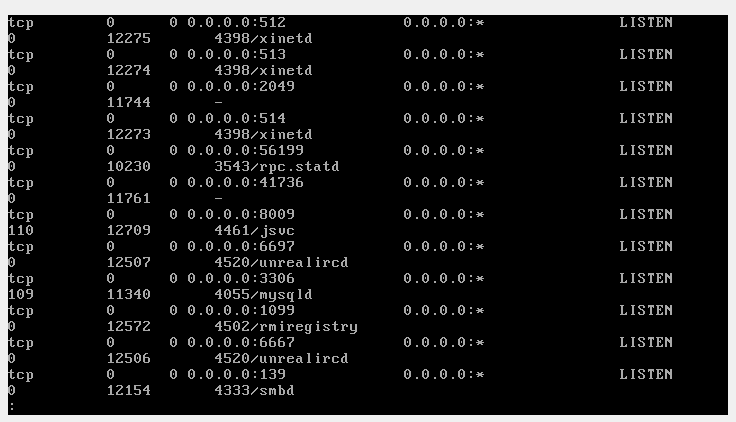 tcp 0 0 0.0.0.0:512 0.0.0.0:* LISTEN
0 12275 4398/xinetd
tcp 0 0 0.0.0.0:513 0.0.0.0:* LISTEN
0 12274 4398/xinetd
tcp 0 0 0.0.0.0:2049 0.0.0.0:* LISTEN
0 11744 -
tcp 0 0 0.0.0.0:514 0.0.0.0:* LISTEN
0 12273 4398/xinetd
tcp 0 0 0.0.0.0:56199 0.0.0.0:* LISTEN
0 10230 3543/rpc.statd
tcp 0 0 0.0.0.0:41736 0.0.0.0:* LISTEN
0 11761 -
tcp 0 0 0.0.0.0:8009 0.0.0.0:* LISTEN
110 12709 4461/jsvc
tcp 0 0 0.0.0.0:6697 0.0.0.0:* LISTEN
0 12507 4520/unrealircd
tcp 0 0 0.0.0.0:3306 0.0.0.0:* LISTEN
109 11340 4055/mysqld
tcp 0 0 0.0.0.0:1099 0.0.0.0:* LISTEN
0 12572 4502/rmiregistry
tcp 0 0 0.0.0.0:6667 0.0.0.0:* LISTEN
0 12506 4520/unrealircd
tcp 0 0 0.0.0.0:139 0.0.0.0:* LISTEN
0 12154 4333/smbd
: